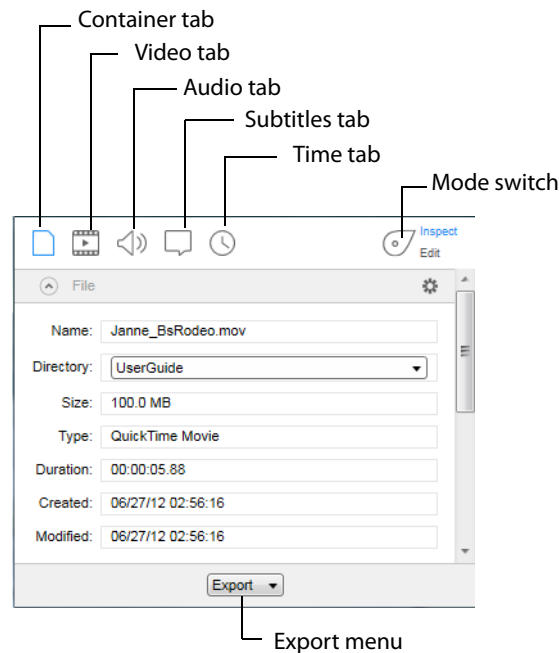 Container tab
Video tab
Audio tab
Subtitles tab
Time tab
Mode switch
Inspect
Edit
File
Name: Janne_BsRodeo.mov
Directory: UserGuide
Size: 100.0 MB
Type: QuickTime Movie
Duration: 00:00:05.88
Created: 06/27/12 02:56:16
Modified: 06/27/12 02:56:16
Export
Export menu